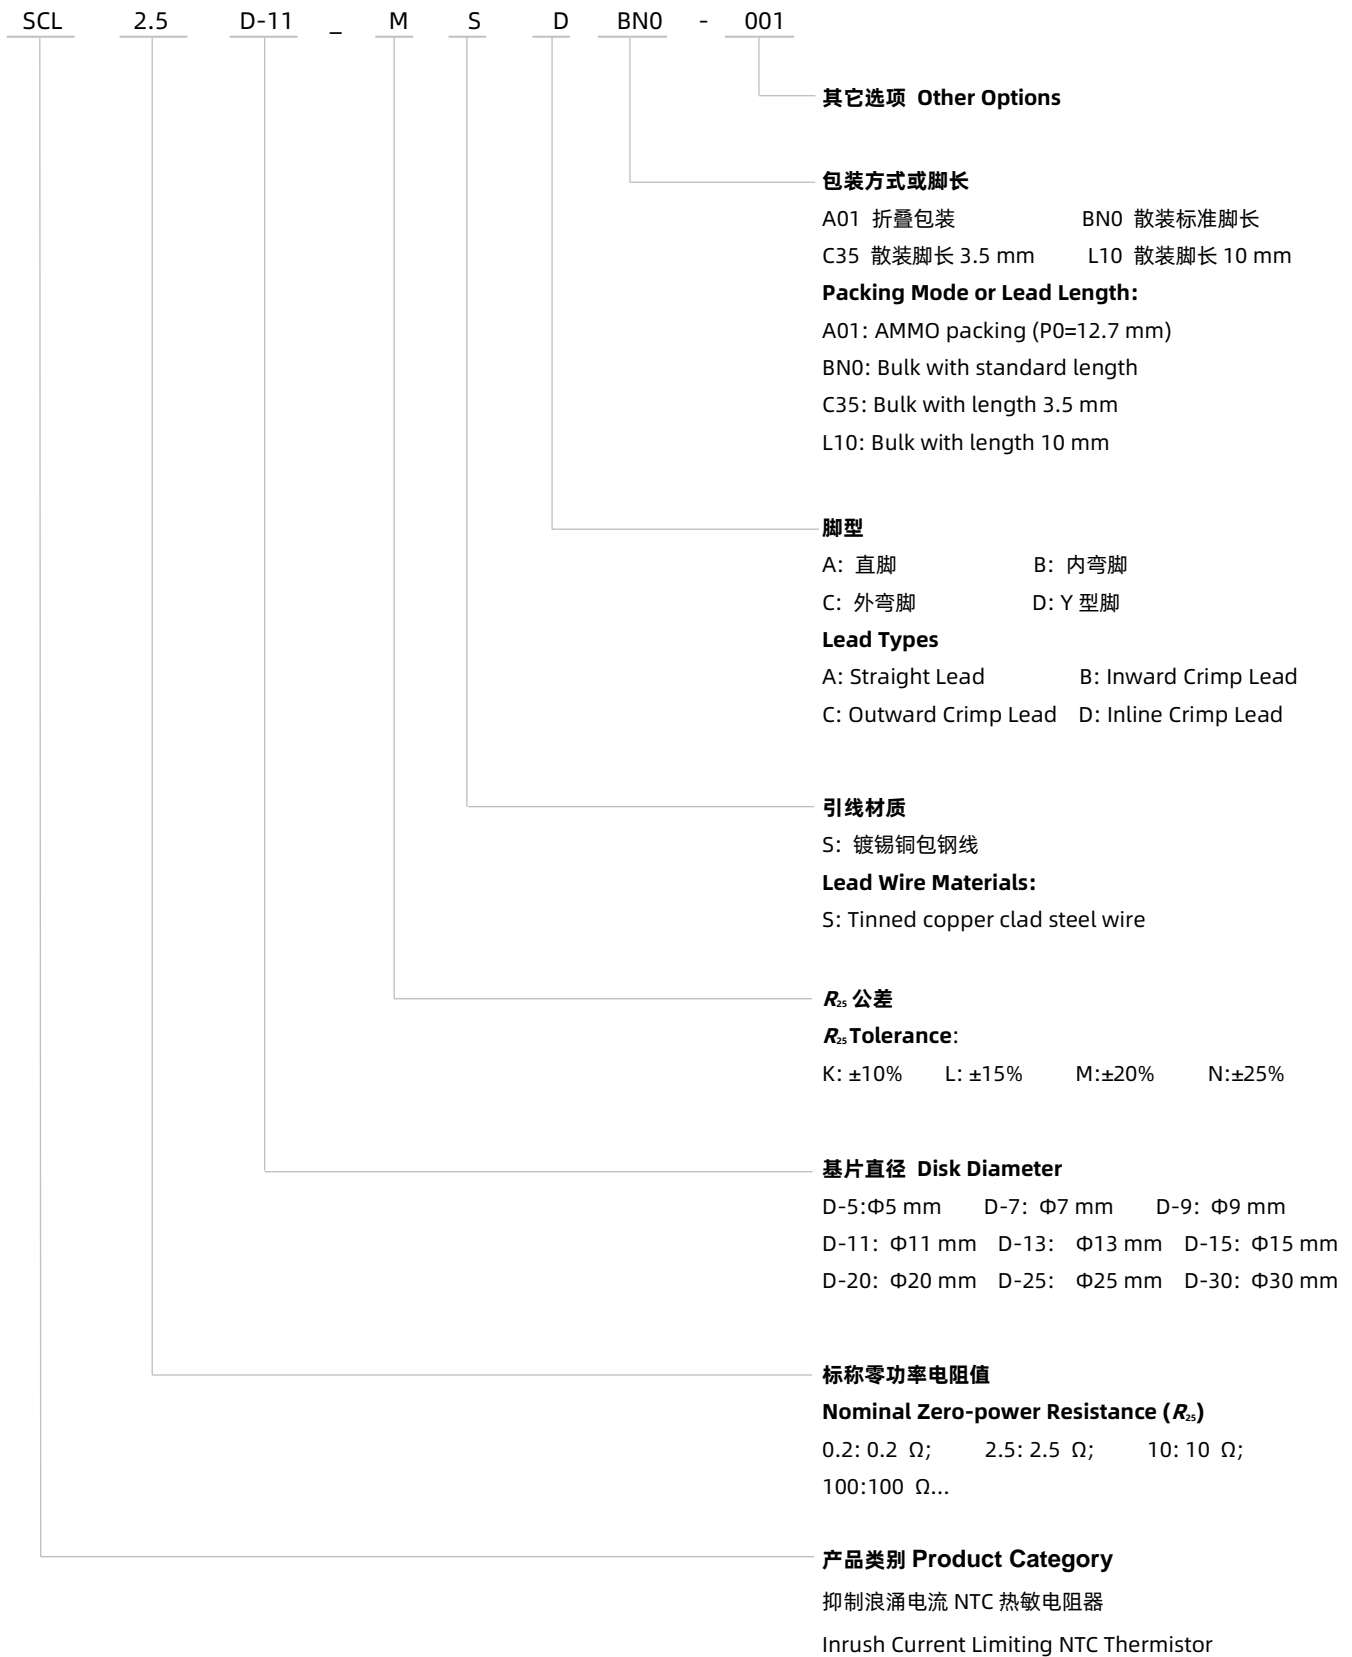 SCL 2.5 D-11 _ M S D BN0 - 001
其它选项 Other Options
包装方式或脚长
A01 折叠包装 BN0 散装标准脚长
C35 散装脚长 3.5 mm L10 散装脚长 10 mm
Packing Mode or Lead Length:
A01: AMMO packing (P0=12.7 mm)
BN0: Bulk with standard length
C35: Bulk with length 3.5 mm
L10: Bulk with length 10 mm
脚型
A: 直脚 B: 内弯脚
C: 外弯脚 D: Y 型脚
Lead Types
A: Straight Lead B: Inward Crimp Lead
C: Outward Crimp Lead D: Inline Crimp Lead
引线材质
S: 镀锡铜包钢线
Lead Wire Materials:
S: Tinned copper clad steel wire
R25 公差
R25 Tolerance:
K: ±10% L: ±15% M:±20% N:±25%
基片直径 Disk Diameter
D-5:Φ5 mm D-7: Φ7 mm D-9: Φ9 mm
D-11: Φ11 mm D-13: Φ13 mm D-15: Φ15 mm
D-20: Φ20 mm D-25: Φ25 mm D-30: Φ30 mm
标称零功率电阻值
Nominal Zero-power Resistance (R25)
0.2: 0.2 Ω; 2.5: 2.5 Ω; 10: 10 Ω;
100:100 Ω...
产品类别 Product Category
抑制浪涌电流 NTC 热敏电阻器
Inrush Current Limiting NTC Thermistor